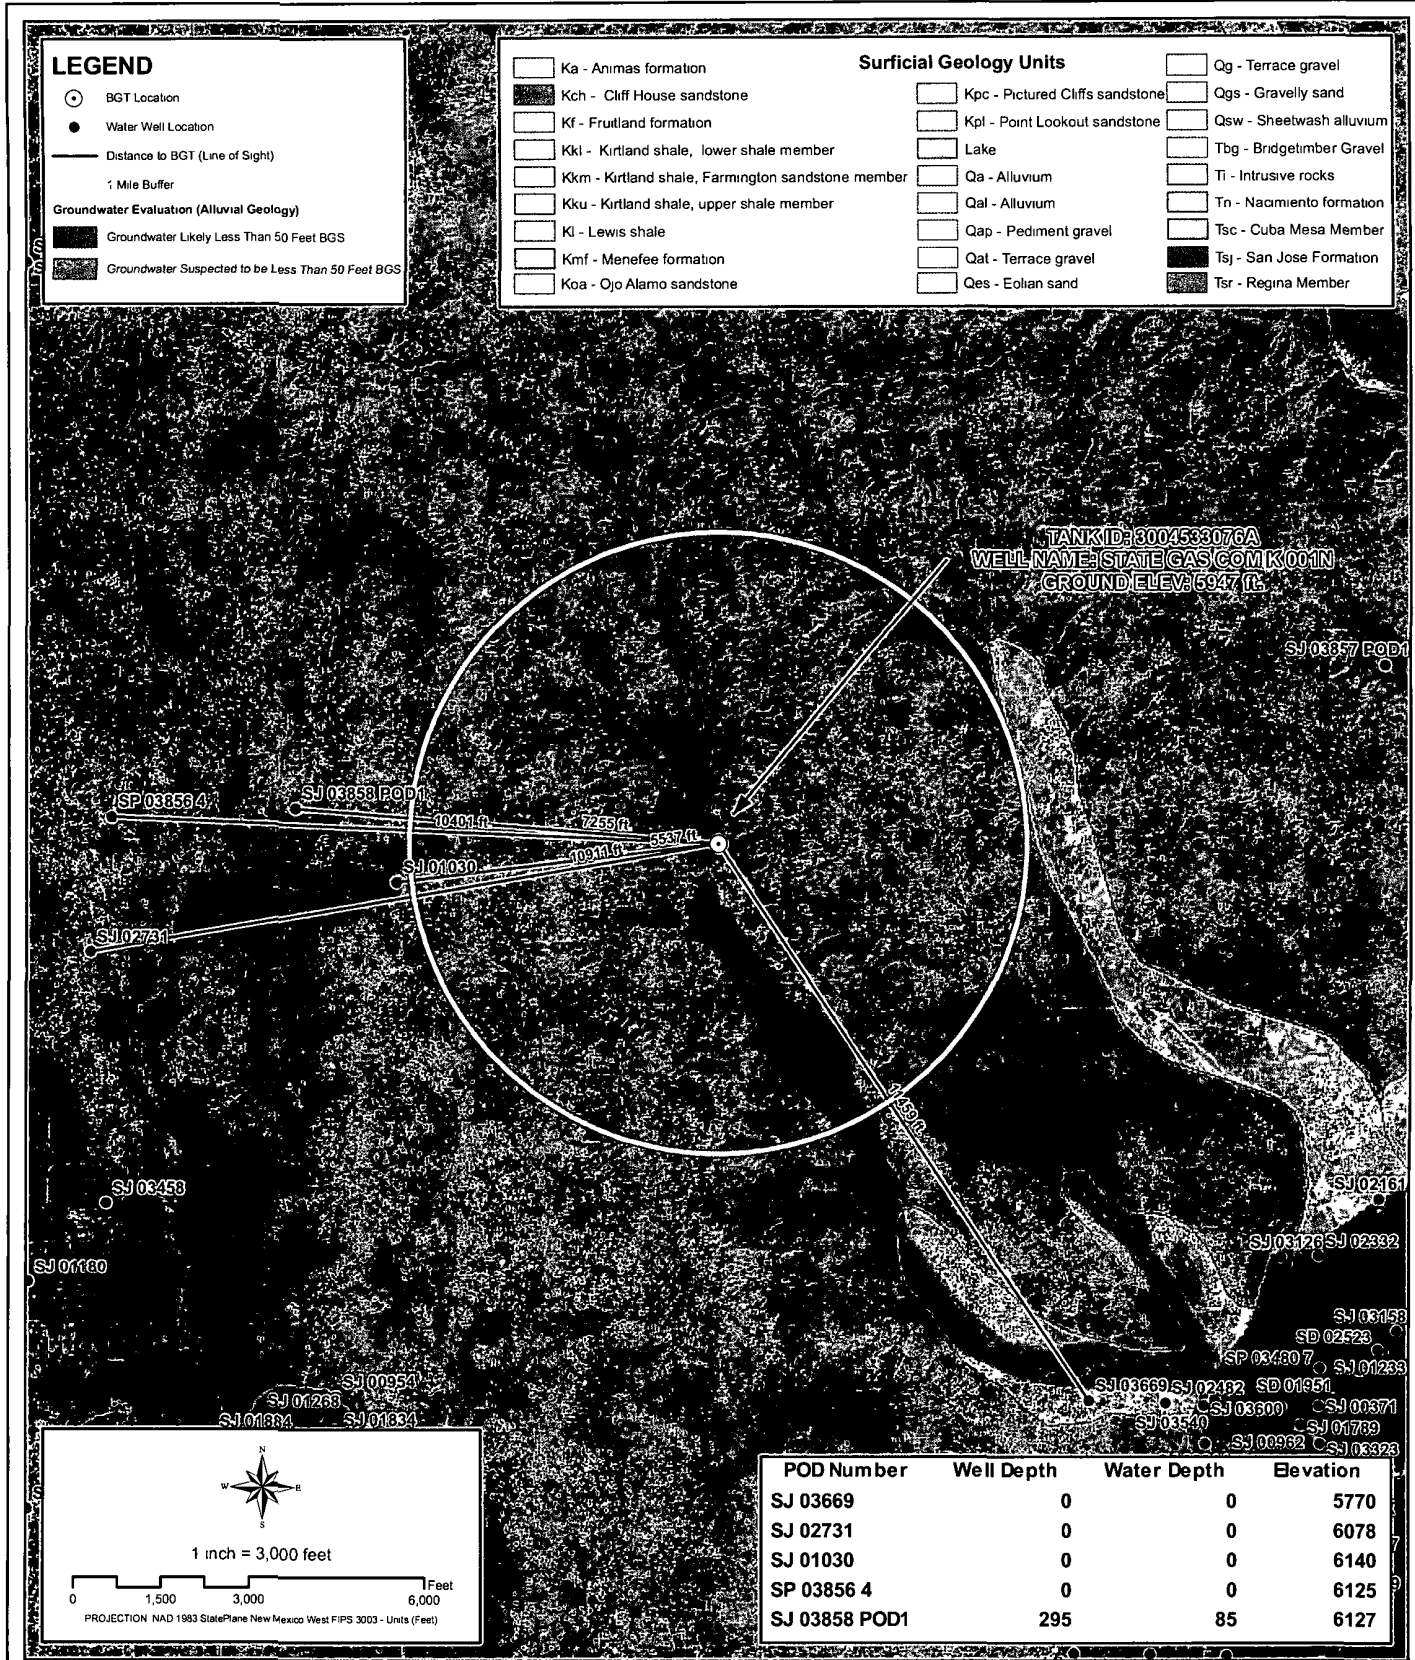 LEGEND
BGT Location
Water Well Location
Distance to BGT (Line of Sight)
1 Mile Buffer
Groundwater Evaluation (Alluvial Geology)
Groundwater Likely Less Than 50 Feet BGS
Groundwater Suspected to be Less Than 50 Feet BGS
Surficial Geology Units
Ka - Animas formation
Kch - Cliff House sandstone
Kf - Fruitland formation
Kkl - Kirtland shale, lower shale member
Kkm - Kirtland shale, Farmington sandstone member
Kku - Kirtland shale, upper shale member
Kl - Lewis shale
Kmf - Menefee formation
Koa - Ojo Alamo sandstone
Kpc - Pictured Cliffs sandstone
Kpl - Point Lookout sandstone
Lake
Qa - Alluvium
Qal - Alluvium
Qap - Pediment gravel
Qat - Terrace gravel
Qes - Eolian sand
Qg - Terrace gravel
Qgs - Gravelly sand
Qsw - Sheetwash alluvium
Tbg - Bridgetimber Gravel
Ti - Intrusive rocks
Tn - Nacimiento formation
Tsc - Cuba Mesa Member
Tsj - San Jose Formation
Tsr - Regina Member
TANK ID: 3004533076A
WELL NAME: STATE GAS COM K 001N
GROUND ELEV: 5947 ft.
SJ 03857 POD1
SP 03856 4
SJ 03858 POD1
10401 ft.
7255 ft.
5537 ft.
10911 ft.
SJ 01030
SJ 02731
SJ 03458
SJ 01180
SJ 02161
SJ 03126
SJ 02332
SJ 03158
SD 02523
SP 03480 7
SJ 01233
SJ 03669
SJ 02482
SD 01951
SJ 03600
SJ 00371
SJ 03540
SJ 01789
SJ 00962
SJ 03323
SJ 00954
SJ 01268
SJ 01884
SJ 01834
N
W
E
S
1 inch = 3,000 feet
Feet
0 1,500 3,000 6,000
PROJECTION NAD 1983 StatePlane New Mexico West FIPS 3003 - Units (Feet)
POD Number Well Depth Water Depth Elevation
SJ 03669 0 0 5770
SJ 02731 0 0 6078
SJ 01030 0 0 6140
SP 03856 4 0 0 6125
SJ 03858 POD1 295 85 6127